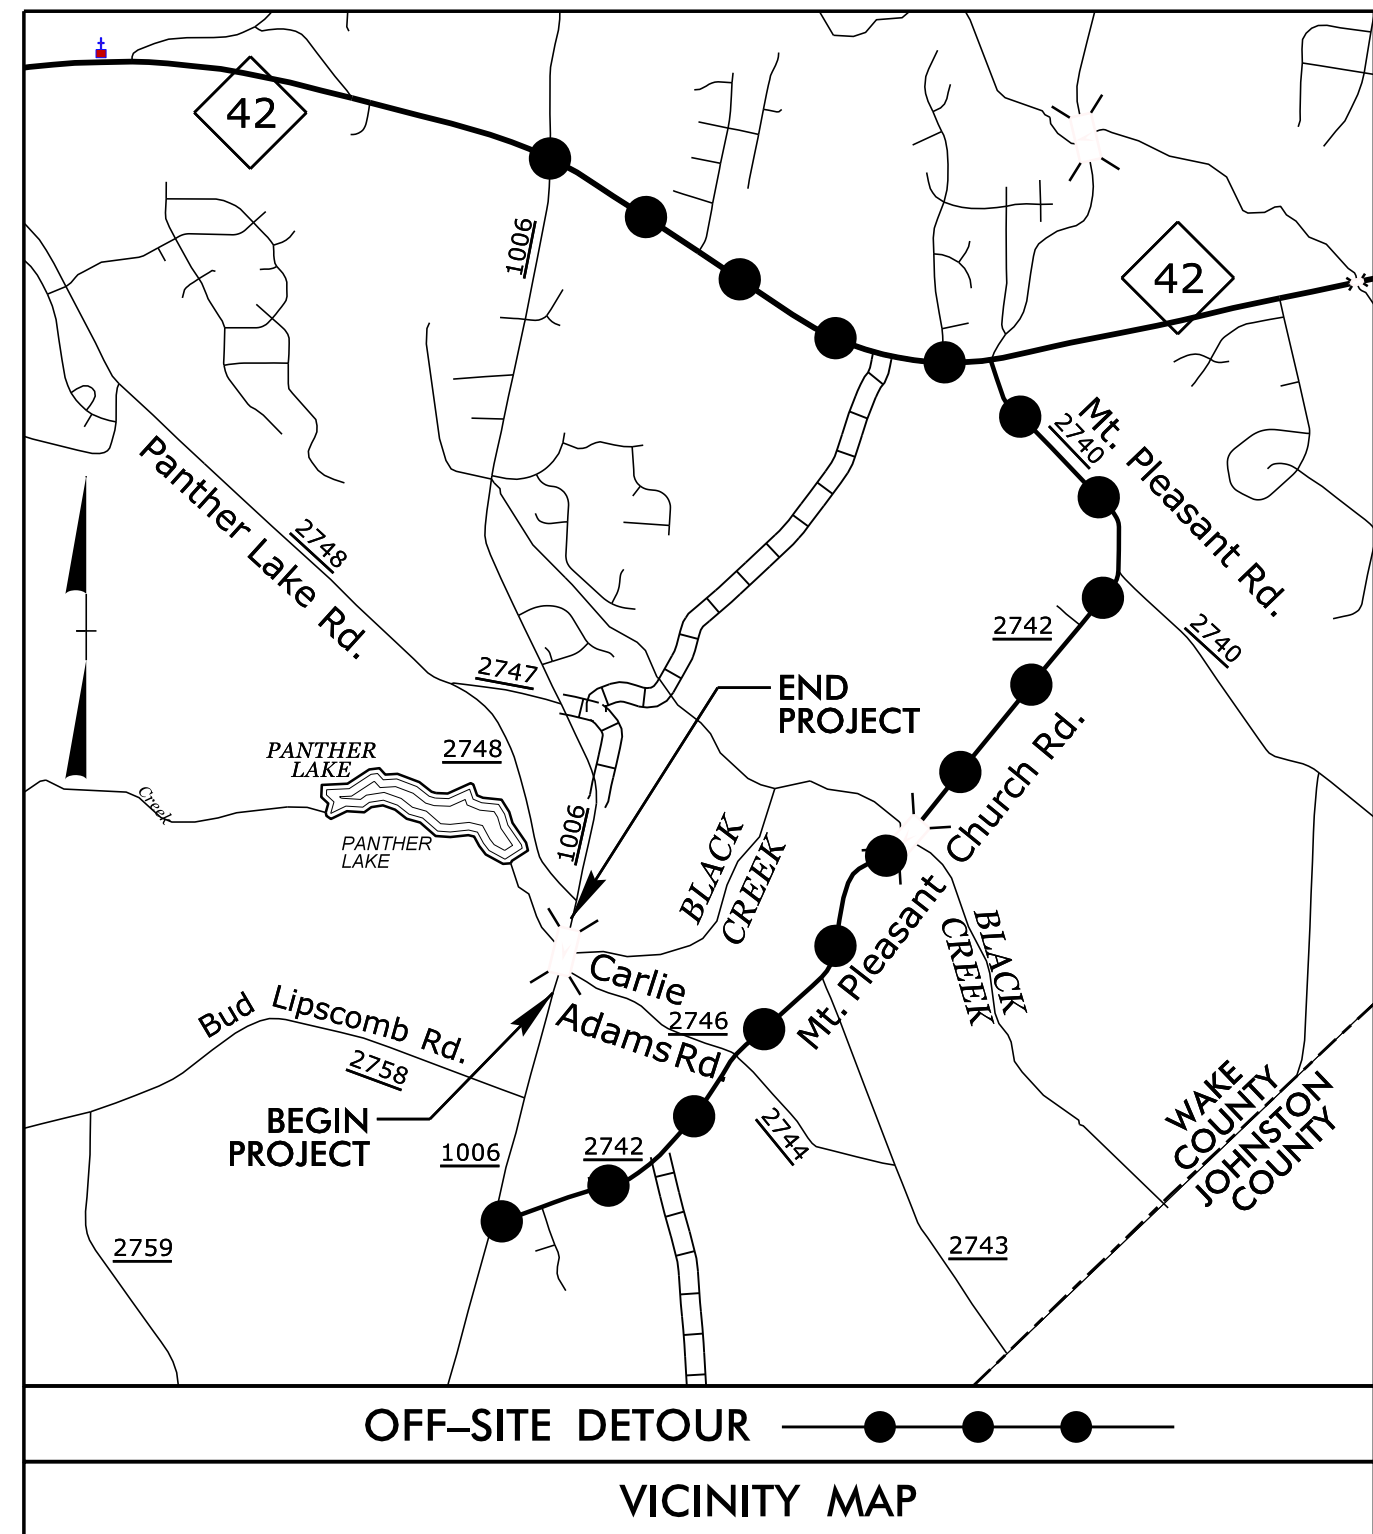 42
1006
42
Mt. Pleasant Rd.
2740
Panther Lake Rd.
2748
2742
2740
2747
END
PROJECT
PANTHER
LAKE
2748
Creek
PANTHER
LAKE
1006
BLACK
CREEK
Mt. Pleasant Church Rd.
BLACK
CREEK
Carlie
Adams Rd.
2746
Bud Lipscomb Rd.
2758
BEGIN
PROJECT
1006
2742
2744
WAKE
COUNTY
JOHNSTON
COUNTY
2759
2743
OFF–SITE DETOUR
VICINITY MAP